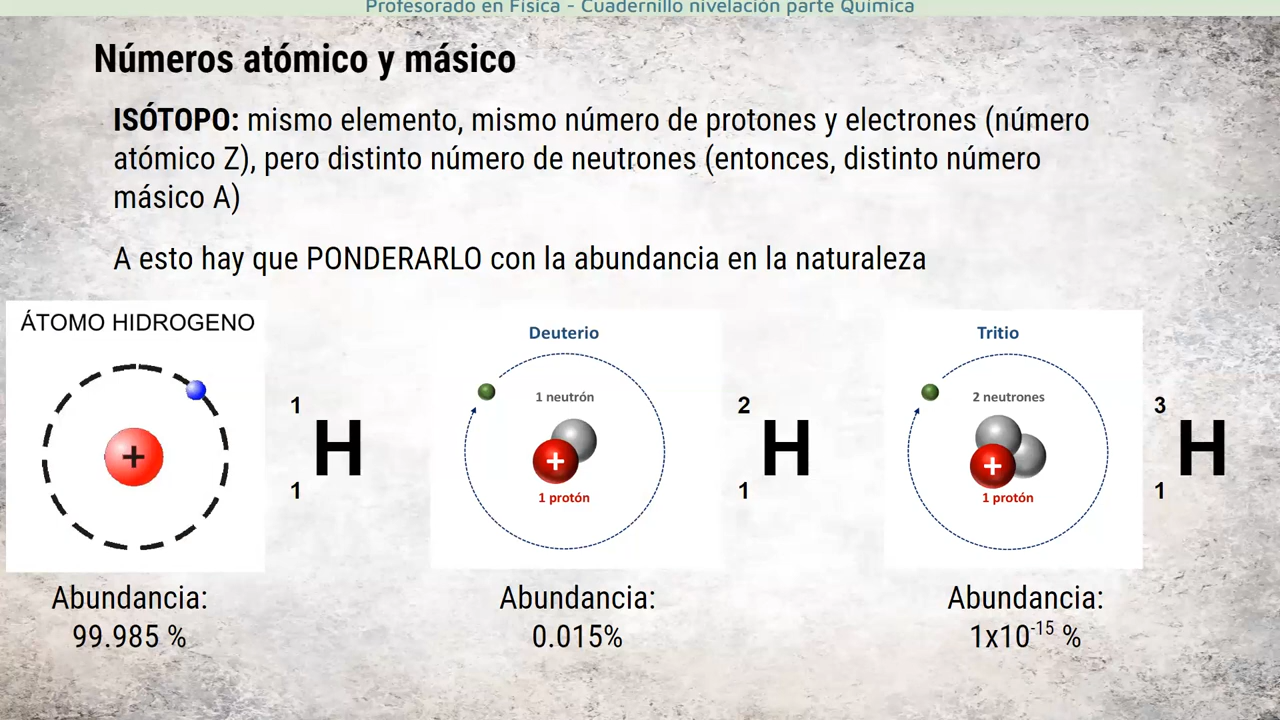 Profesorado en Física - Cuadernillo nivelación parte Química
Números atómico y másico
ISÓTOPO: mismo elemento, mismo número de protones y electrones (número
atómico Z), pero distinto número de neutrones (entonces, distinto número
másico A)
A esto hay que PONDERARLO con la abundancia en la naturaleza
ÁTOMO HIDROGENO
+
1
H
1
Abundancia:
99.985 %
Deuterio
1 neutrón
+
1 protón
2
H
1
Abundancia:
0.015%
Tritio
2 neutrones
+
1 protón
3
H
1
Abundancia:
1x10⁻¹⁵ %